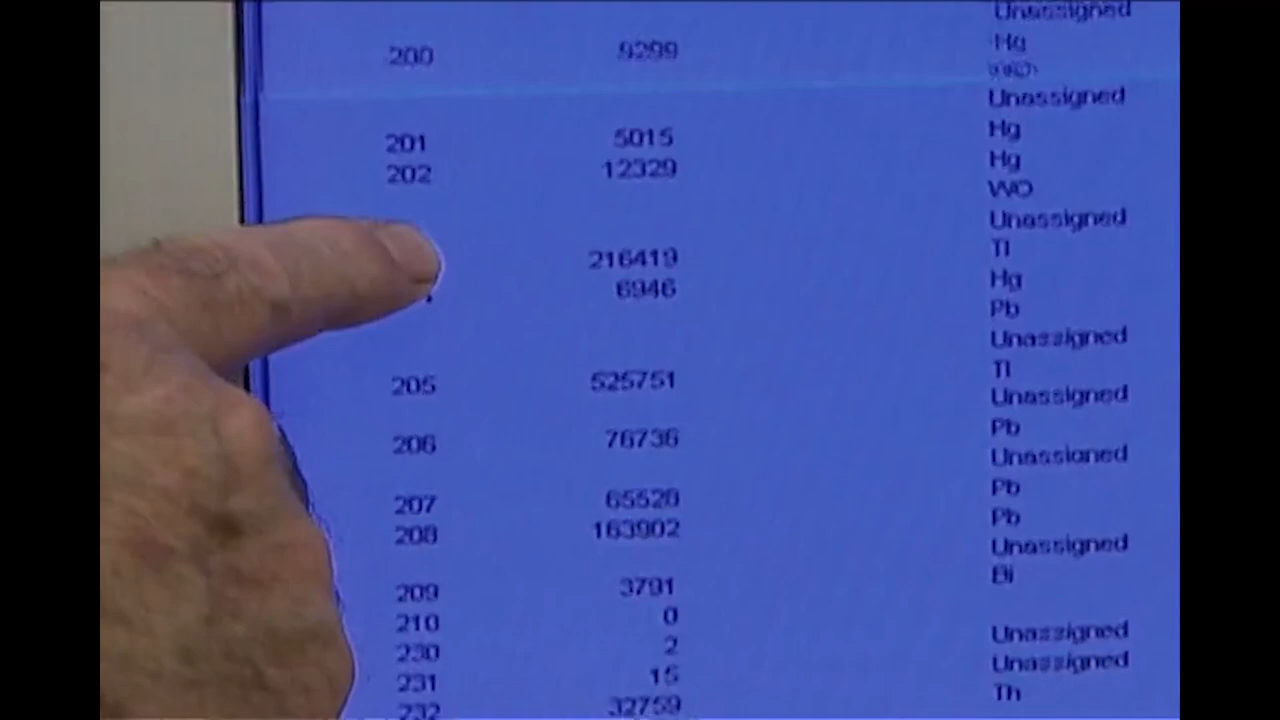 Unassigned
200 9299 Hg
Unassigned
201 5015 Hg
202 12329 Hg
WO
Unassigned
216419 Tl
6946 Hg
Pb
Unassigned
205 525751 Tl
Unassigned
206 76736 Pb
Unassigned
207 65528 Pb
208 163902 Pb
Unassigned
209 3791 Bi
210 0
230 2 Unassigned
231 15 Unassigned
232 32759 Th